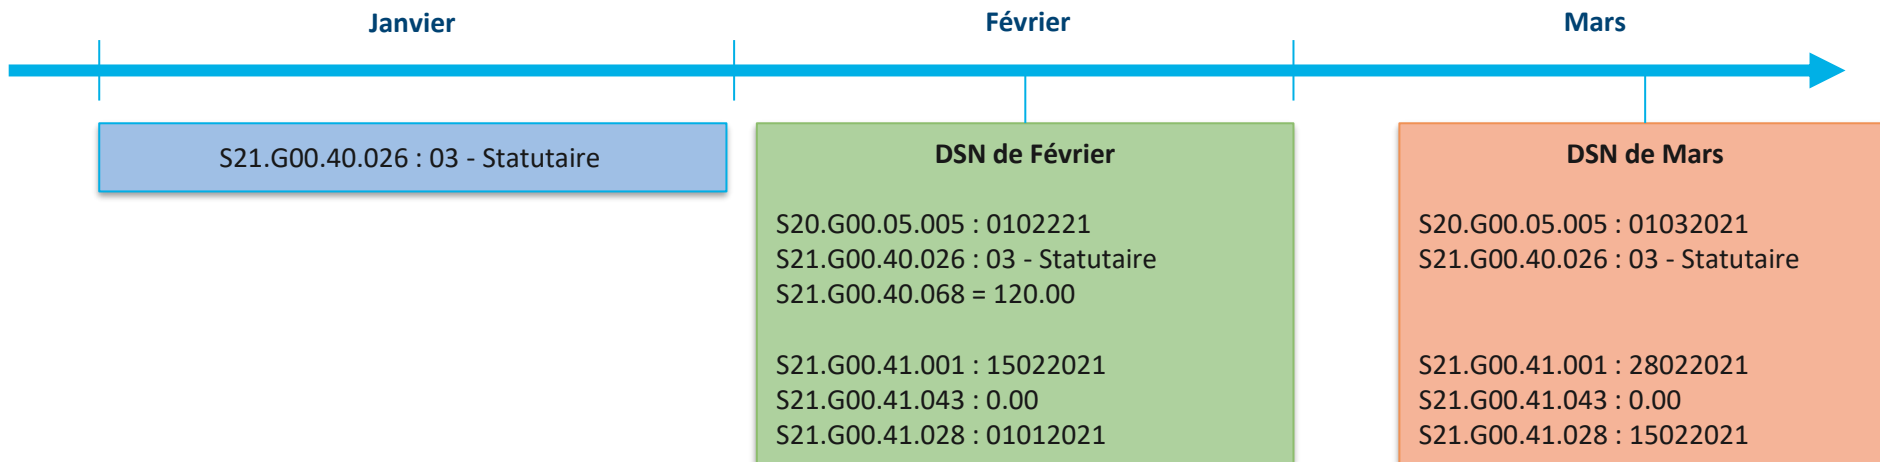 Janvier
Février
Mars
S21.G00.40.026 : 03 - Statutaire
DSN de Février
S20.G00.05.005 : 0102221
S21.G00.40.026 : 03 - Statutaire
S21.G00.40.068 = 120.00
S21.G00.41.001 : 15022021
S21.G00.41.043 : 0.00
S21.G00.41.028 : 01012021
DSN de Mars
S20.G00.05.005 : 01032021
S21.G00.40.026 : 03 - Statutaire
S21.G00.41.001 : 28022021
S21.G00.41.043 : 0.00
S21.G00.41.028 : 15022021